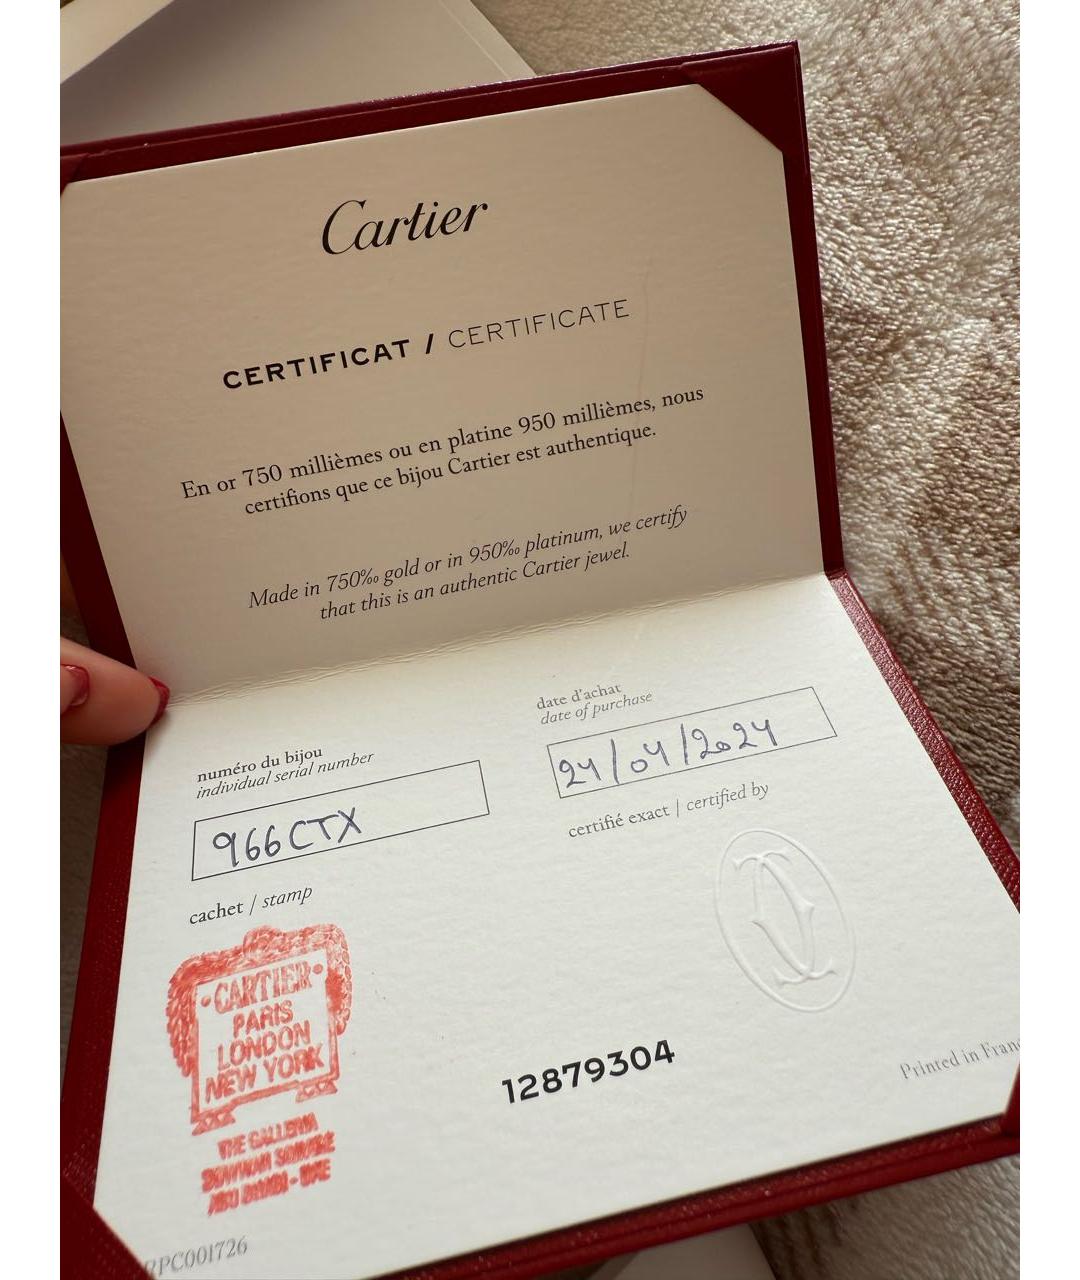 Cartier
CERTIFICAT / CERTIFICATE
En or 750 millièmes ou en platine 950 millièmes, nous
certifions que ce bijou Cartier est authentique.
Made in 750‰ gold or in 950‰ platinum, we certify
that this is an authentic Cartier jewel.
date d'achat
date of purchase
24/04/2024
numéro du bijou
individual serial number
966CTX
certifié exact | certified by
cachet / stamp
CARTIER
PARIS
LONDON
NEW YORK
THE GALLERIA
ABU DHABI - UAE
12879304
Printed in Fran
RPC001726